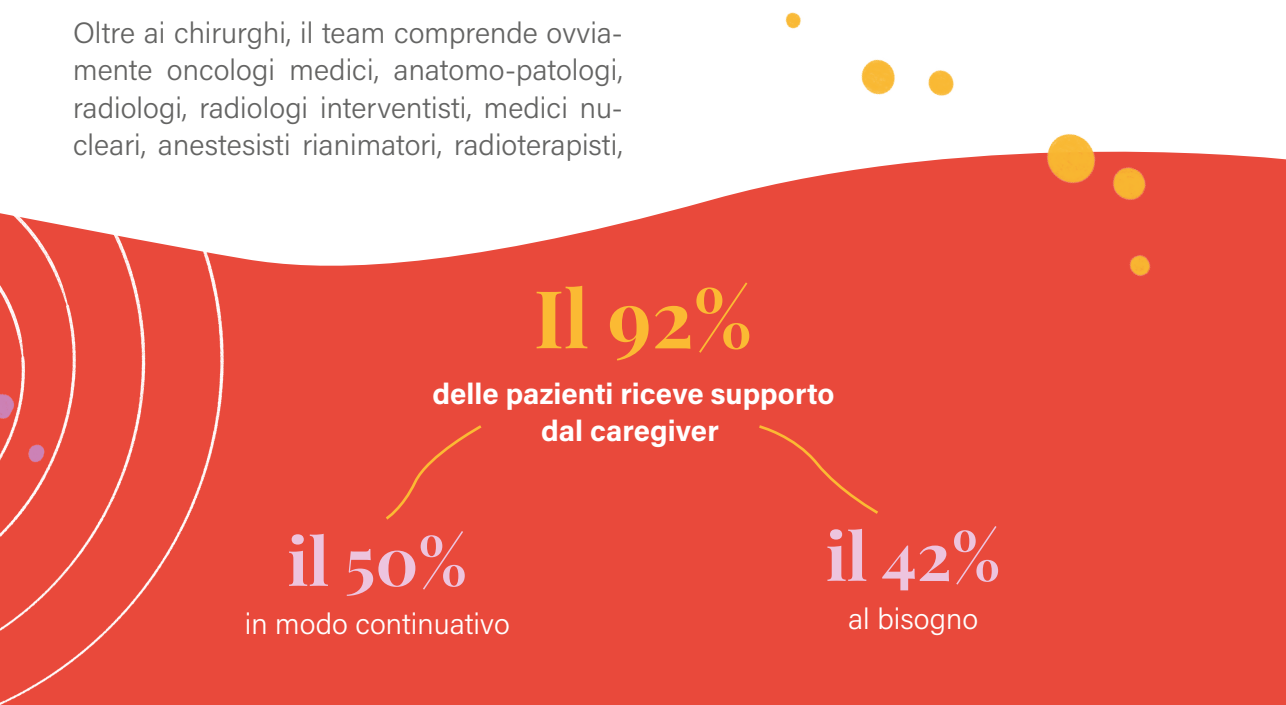 Oltre ai chirurghi, il team comprende ovvia-
mente oncologi medici, anatomo-patologi,
radiologi, radiologi interventisti, medici nu-
cleari, anestesisti rianimatori, radioterapisti,
Il 92%
delle pazienti riceve supporto
dal caregiver
il 50%
in modo continuativo
il 42%
al bisogno